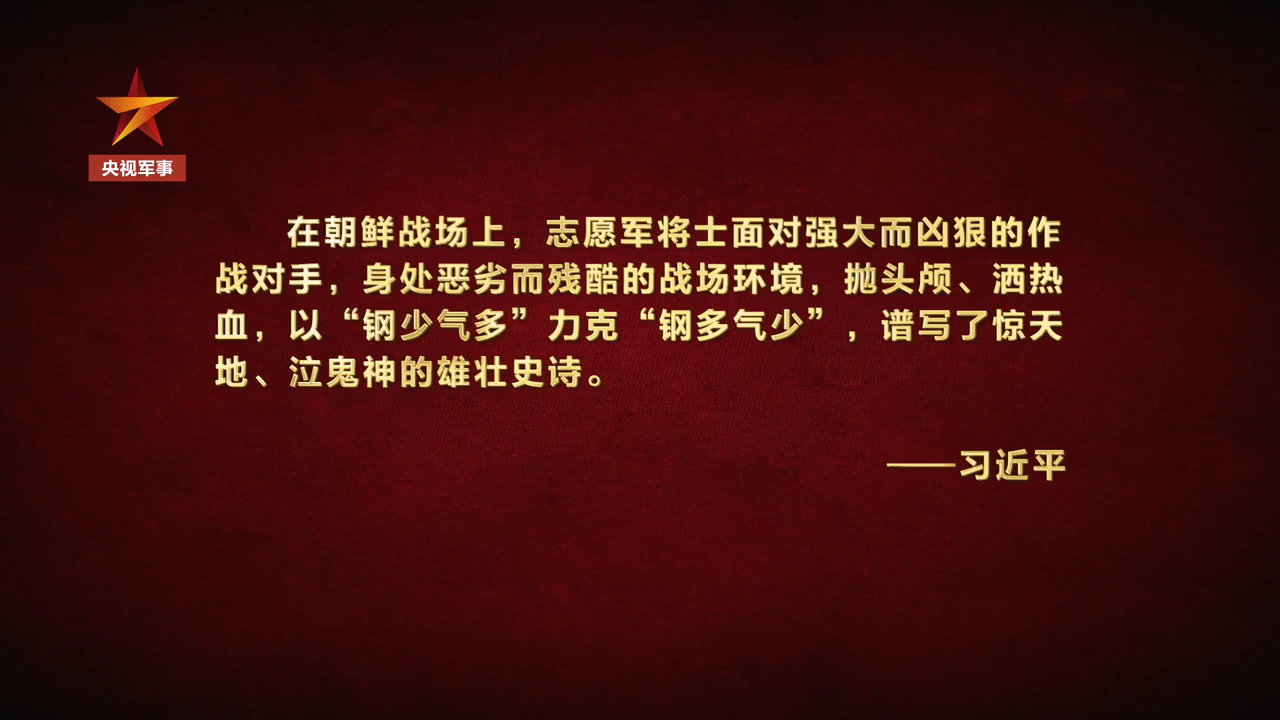 央视军事
在朝鲜战场上，志愿军将士面对强大而凶狠的作
战对手，身处恶劣而残酷的战场环境，抛头颅、洒热
血，以“钢少气多”力克“钢多气少”，谱写了惊天
地、泣鬼神的雄壮史诗。
——习近平